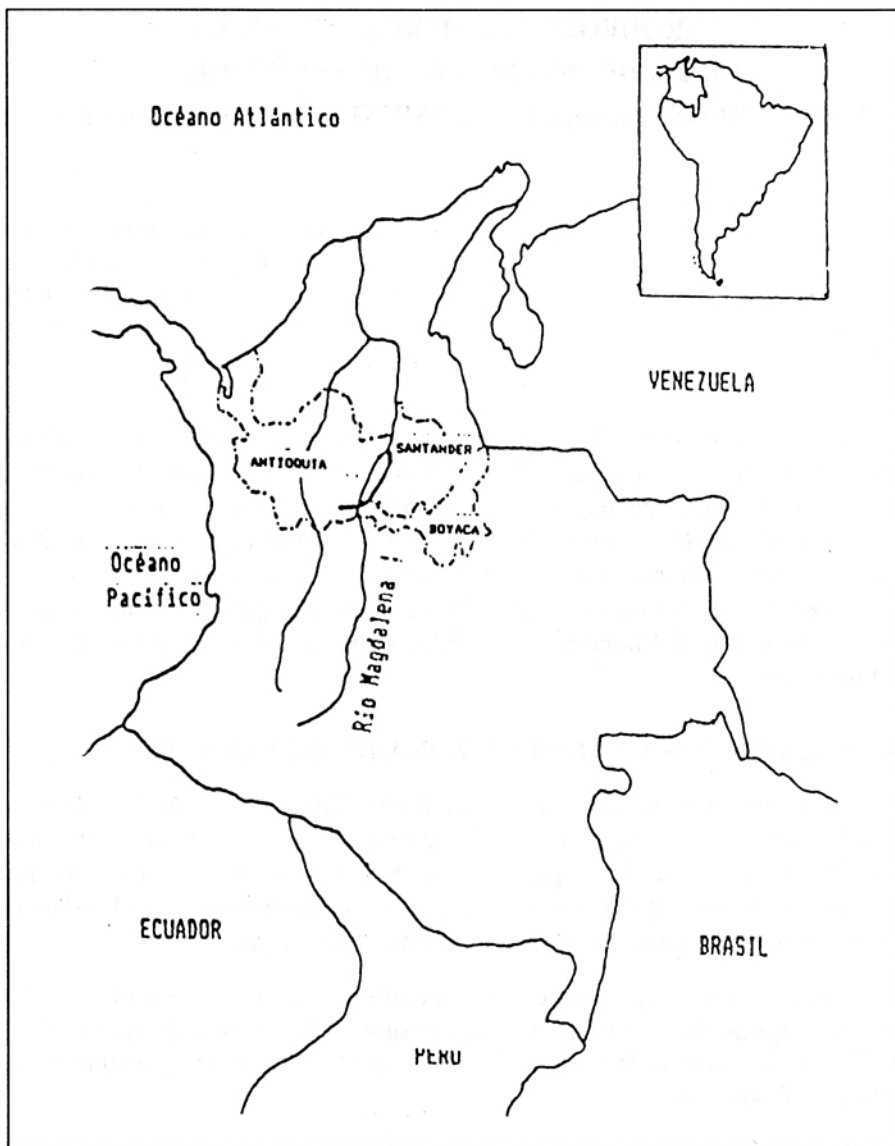 Océano Atlántico
VENEZUELA
ANTIOQUIA
SANTANDER
BOYACA
Océano
Pacífico
Río Magdalena
ECUADOR
BRASIL
PERU